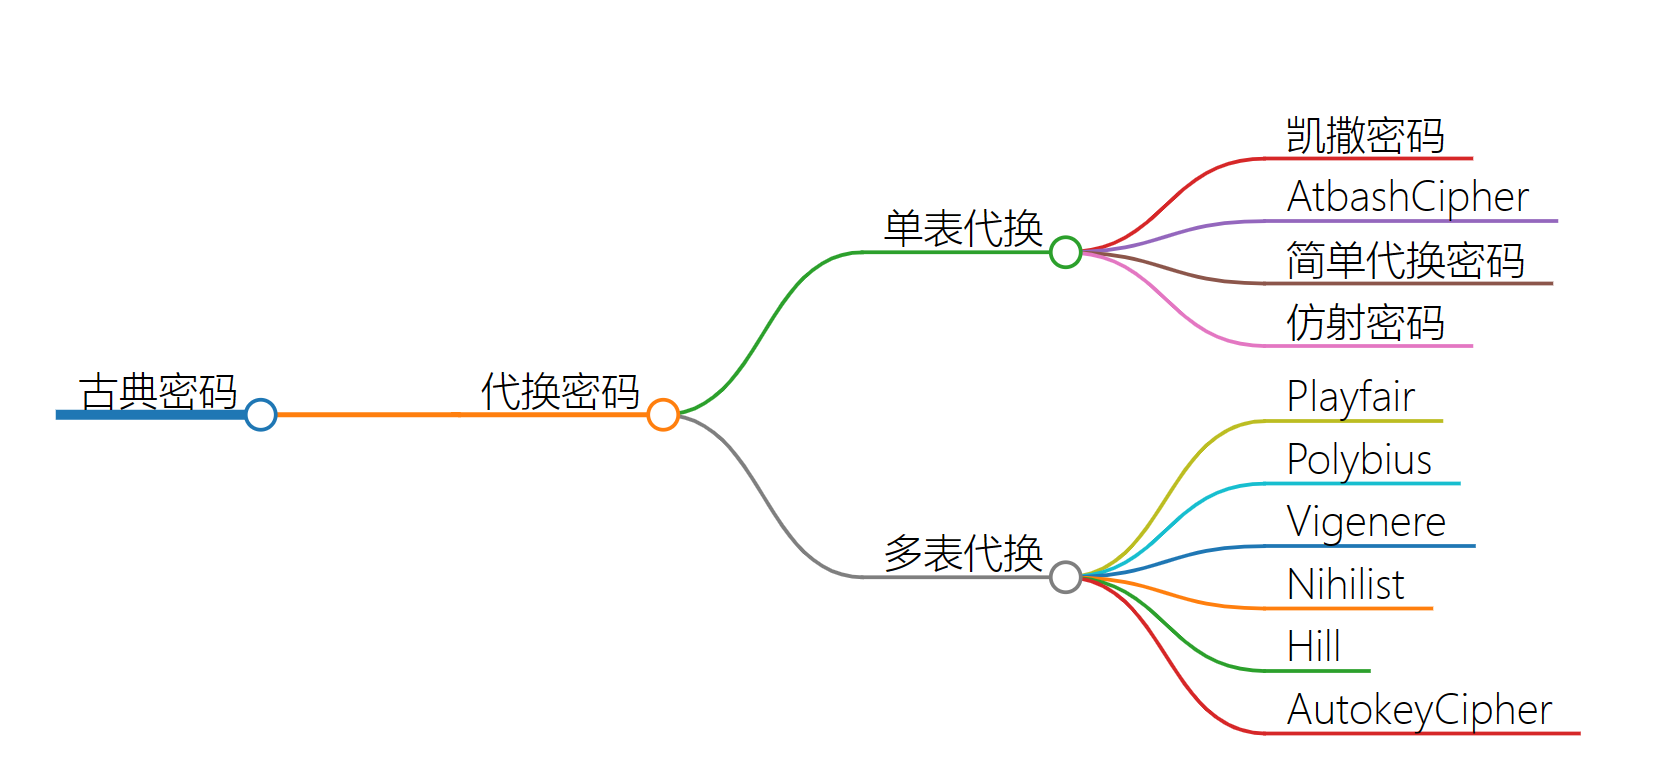 古典密码
代换密码
单表代换
凯撒密码
AtbashCipher
简单代换密码
仿射密码
多表代换
Playfair
Polybius
Vigenere
Nihilist
Hill
AutokeyCipher